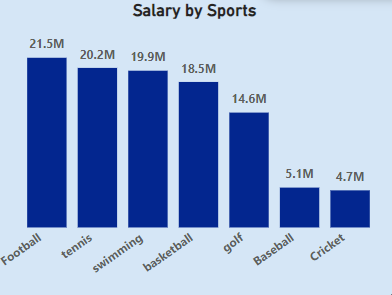 Salary by Sports
21.5M
20.2M
19.9M
18.5M
14.6M
5.1M
4.7M
Football
tennis
swimming
basketball
golf
Baseball
Cricket